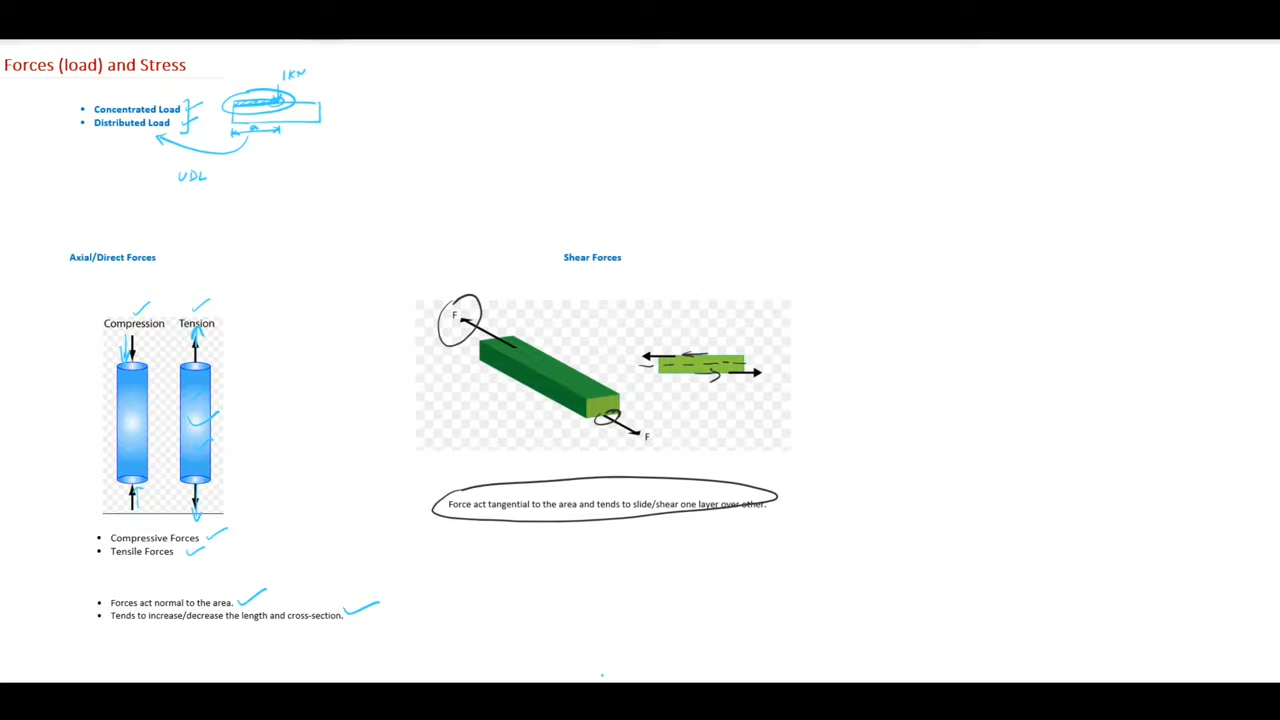 Forces (load) and Stress
1KN
• Concentrated Load
• Distributed Load
a
UDL
Axial/Direct Forces
Shear Forces
Compression Tension
F
F
• Compressive Forces
• Tensile Forces
Force act tangential to the area and tends to slide/shear one layer over other.
• Forces act normal to the area.
• Tends to increase/decrease the length and cross-section.